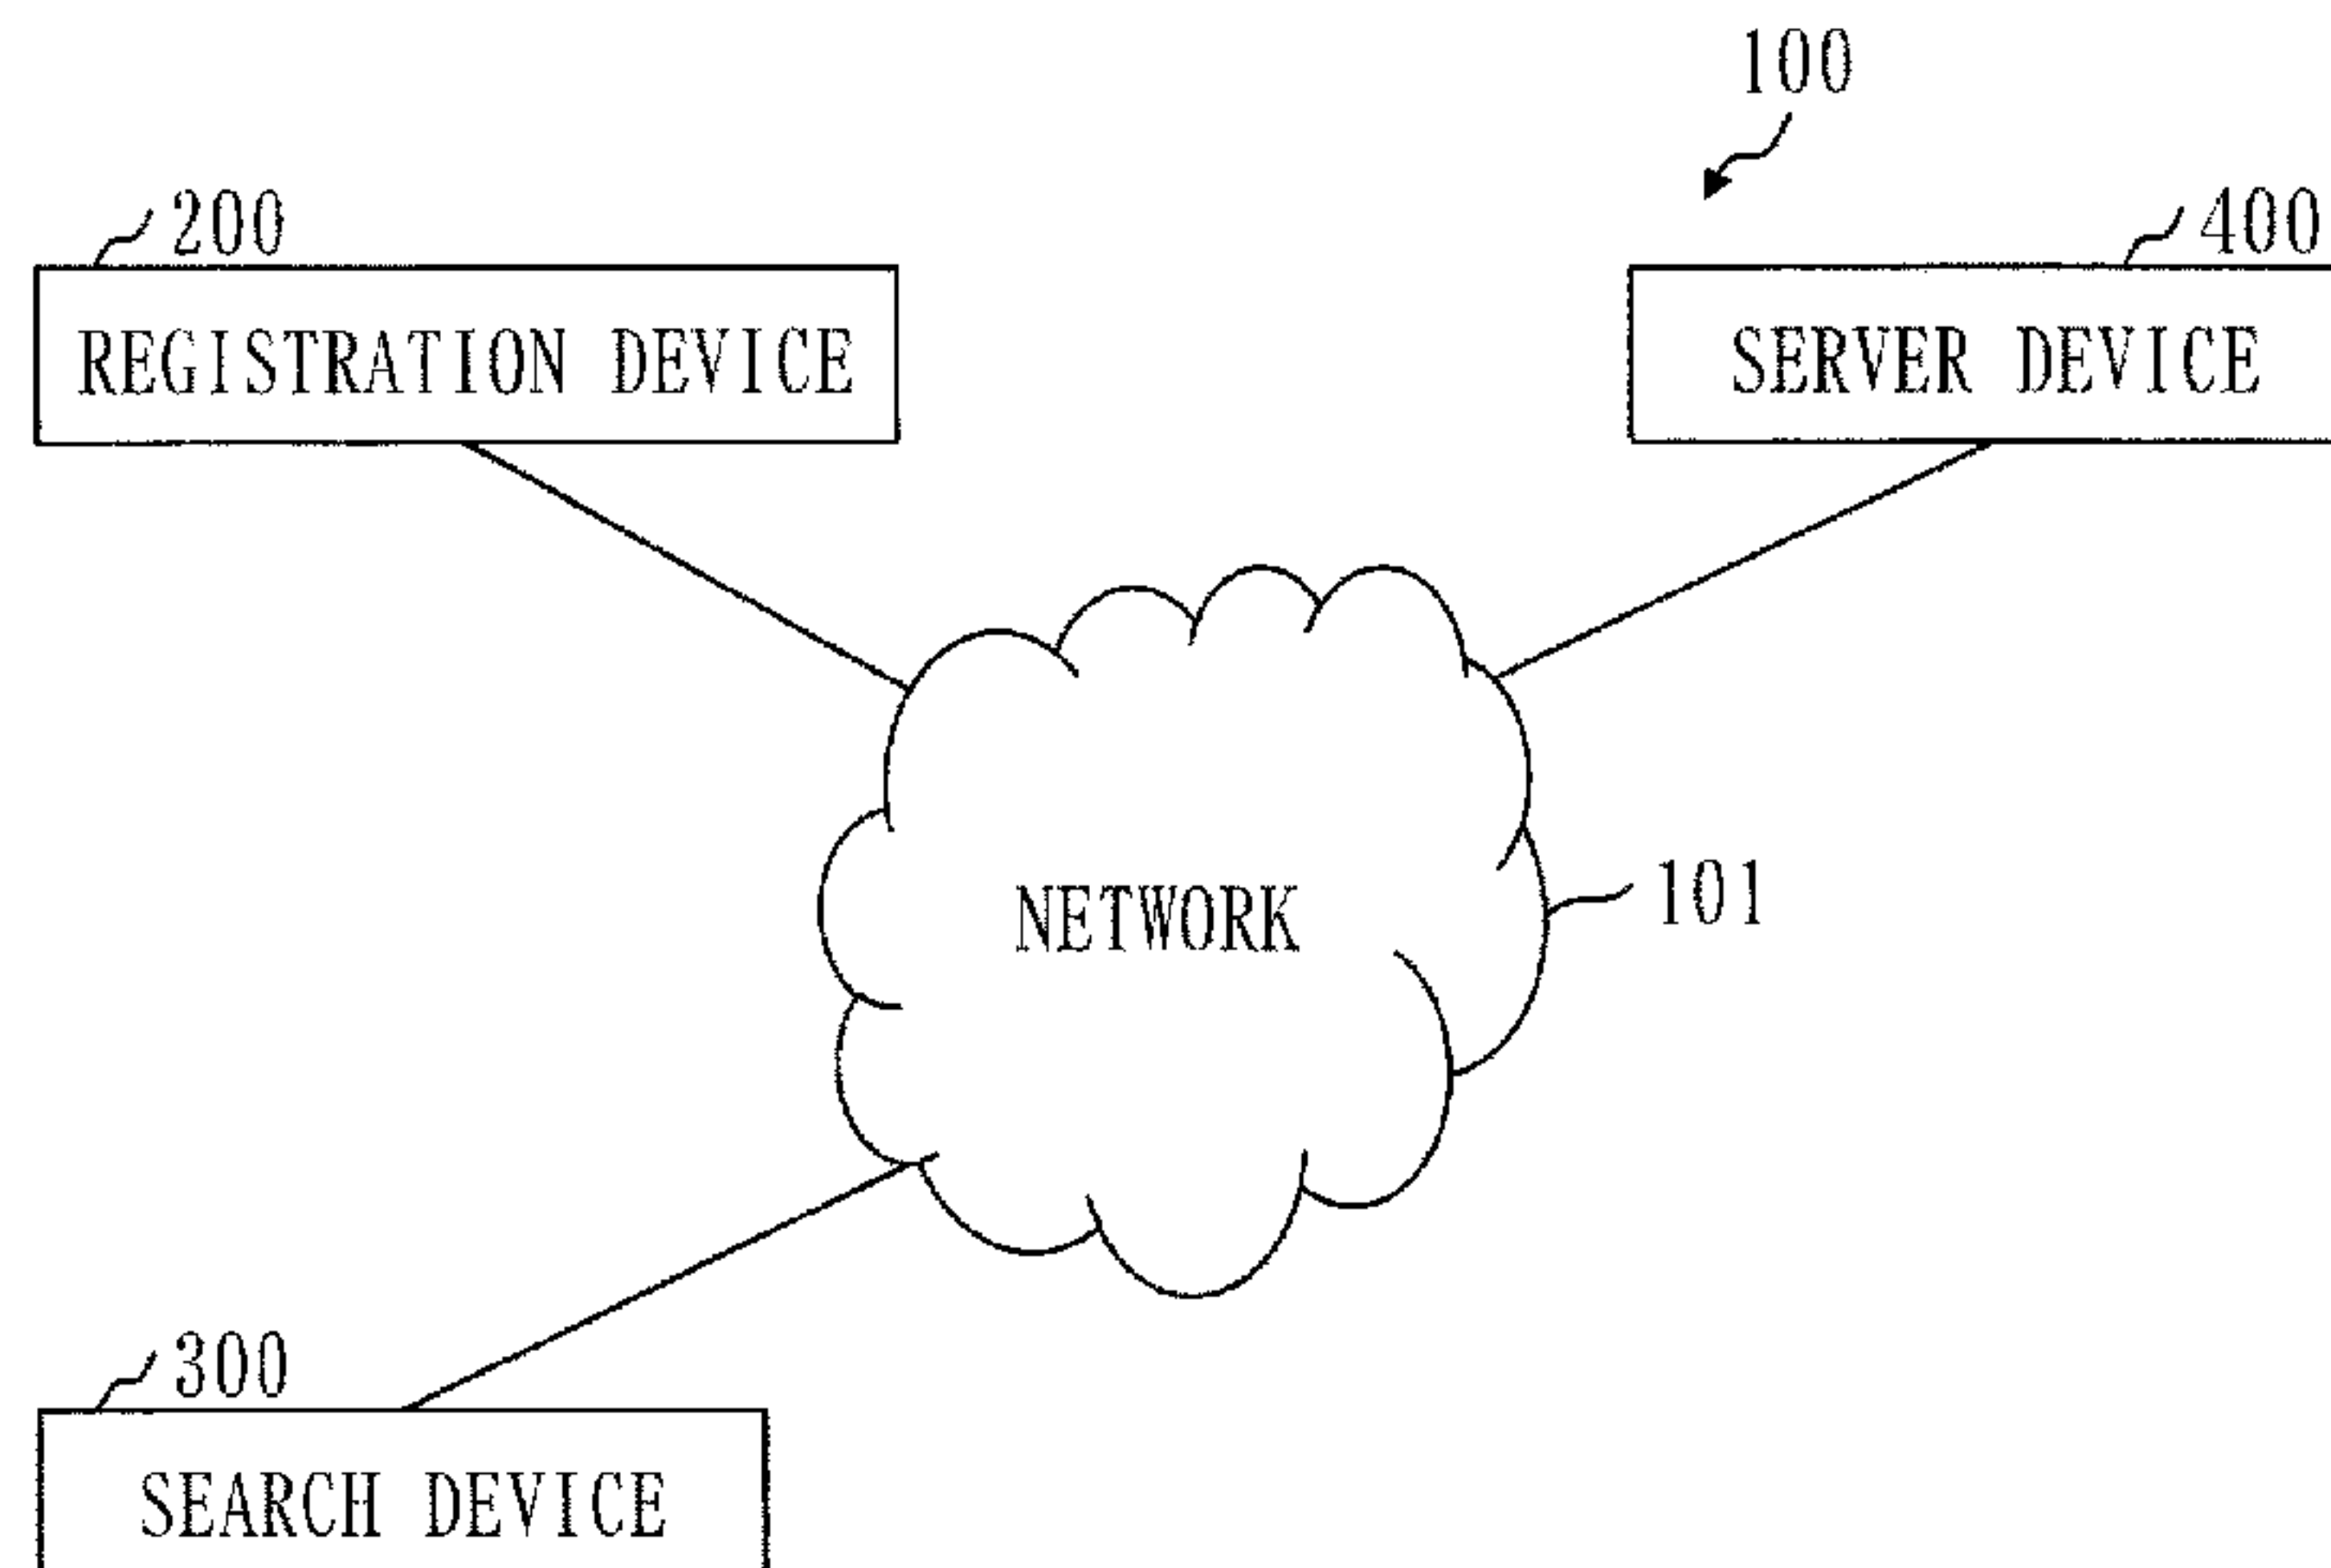 100
200
400
REGISTRATION DEVICE
SERVER DEVICE
NETWORK
101
300
SEARCH DEVICE